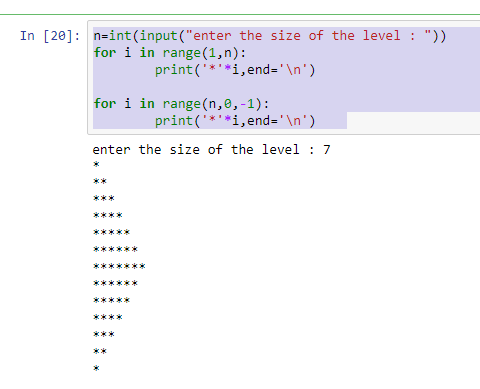 In [20]: n=int(input("enter the size of the level : "))
for i in range(1,n):
        print('*'*i,end='\n')

for i in range(n,0,-1):
        print('*'*i,end='\n')
enter the size of the level : 7
*
**
***
****
*****
******
*******
******
*****
****
***
**
*